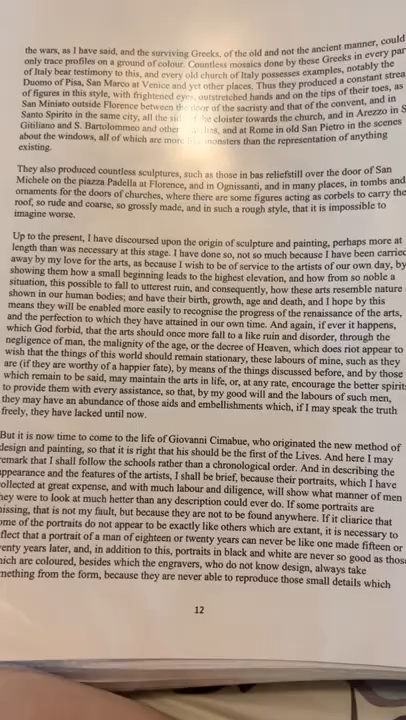 the wars, as I have said, and the surviving Greeks, of the old and not the ancient manner, could
only trace profiles on a ground of colour. Countless mosaics done by these Greeks in every par
of Italy bear testimony to this, and every old church of Italy possesses examples, notably the
Duomo of Pisa, San Marco at Venice and yet other places. Thus they produced a constant strea
of figures in this style, with frightened eyes, outstretched hands and on the tips of their toes, as
San Miniato outside Florence between the door of the sacristy and that of the convent, and in
Santo Spirito in the same city, all the side of the cloister towards the church, and in Arezzo in S
Gitiliano and S. Bartolommeo and other and at Rome in old San Pietro in the scenes
about the windows, all of which are more monsters than the representation of anything
existing.
They also produced countless sculptures, such as those in bas reliefstill over the door of San
Michele on the piazza Padella at Florence, and in Ognissanti, and in many places, in tombs and
ornaments for the doors of churches, where there are some figures acting as corbels to carry the
roof, so rude and coarse, so grossly made, and in such a rough style, that it is impossible to
imagine worse.
Up to the present, I have discoursed upon the origin of sculpture and painting, perhaps more at
length than was necessary at this stage. I have done so, not so much because I have been carried
away by my love for the arts, as because I wish to be of service to the artists of our own day, by
showing them how a small beginning leads to the highest elevation, and how from so noble a
situation, this possible to fall to utterest ruin, and consequently, how these arts resemble nature
shown in our human bodies; and have their birth, growth, age and death, and I hope by this
means they will be enabled more easily to recognise the progress of the renaissance of the arts,
and the perfection to which they have attained in our own time. And again, if ever it happens,
which God forbid, that the arts should once more fall to a like ruin and disorder, through the
negligence of man, the malignity of the age, or the decree of Heaven, which does riot appear to
wish that the things of this world should remain stationary, these labours of mine, such as they
are (if they are worthy of a happier fate), by means of the things discussed before, and by those
which remain to be said, may maintain the arts in life, or, at any rate, encourage the better spirits
to provide them with every assistance, so that, by my good will and the labours of such men,
they may have an abundance of those aids and embellishments which, if I may speak the truth
freely, they have lacked until now.
But it is now time to come to the life of Giovanni Cimabue, who originated the new method of
design and painting, so that it is right that his should be the first of the Lives. And here I may
emark that I shall follow the schools rather than a chronological order. And in describing the
ppearance and the features of the artists, I shall be brief, because their portraits, which I have
ollected at great expense, and with much labour and diligence, will show what manner of men
hey were to look at much better than any description could ever do. If some portraits are
issing, that is not my fault, but because they are not to be found anywhere. If it cliarice that
ome of the portraits do not appear to be exactly like others which are extant, it is necessary to
flect that a portrait of a man of eighteen or twenty years can never be like one made fifteen or
enty years later, and, in addition to this, portraits in black and white are never so good as those
ich are coloured, besides which the engravers, who do not know design, always take
mething from the form, because they are never able to reproduce those small details which
12